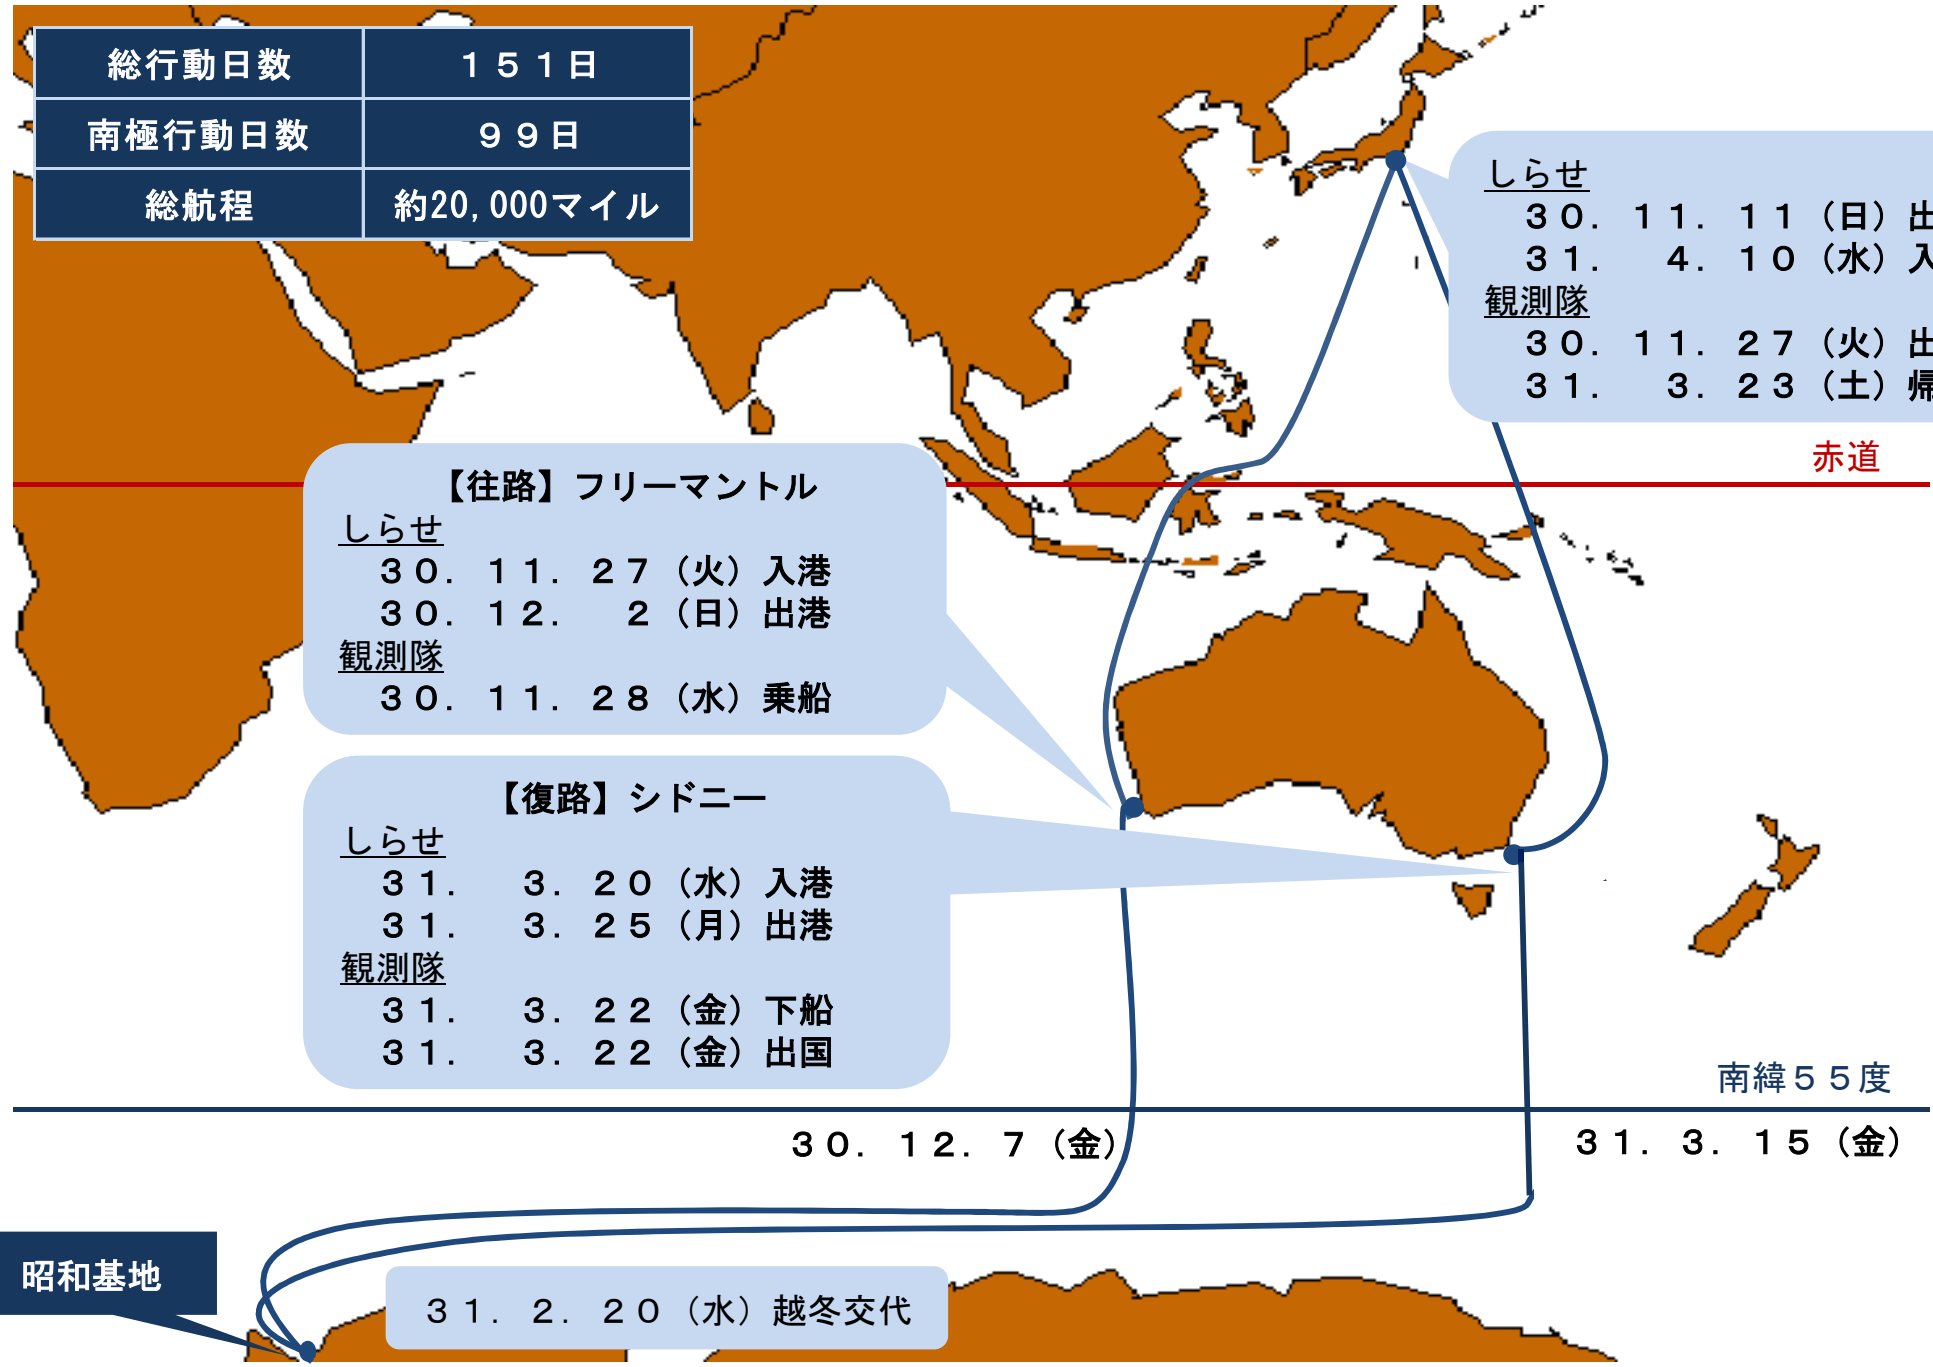 総行動日数 １５１日
南極行動日数 ９９日
総航程 約20,000マイル
しらせ
３０．１１．１１（日）出
３１．　４．１０（水）入
観測隊
３０．１１．２７（火）出
３１．　３．２３（土）帰
赤道
【往路】フリーマントル
しらせ
３０．１１．２７（火）入港
３０．１２．　２（日）出港
観測隊
３０．１１．２８（水）乗船
【復路】シドニー
しらせ
３１．　３．２０（水）入港
３１．　３．２５（月）出港
観測隊
３１．　３．２２（金）下船
３１．　３．２２（金）出国
南緯５５度
３０．１２．７（金）
３１．３．１５（金）
昭和基地
３１．２．２０（水）越冬交代